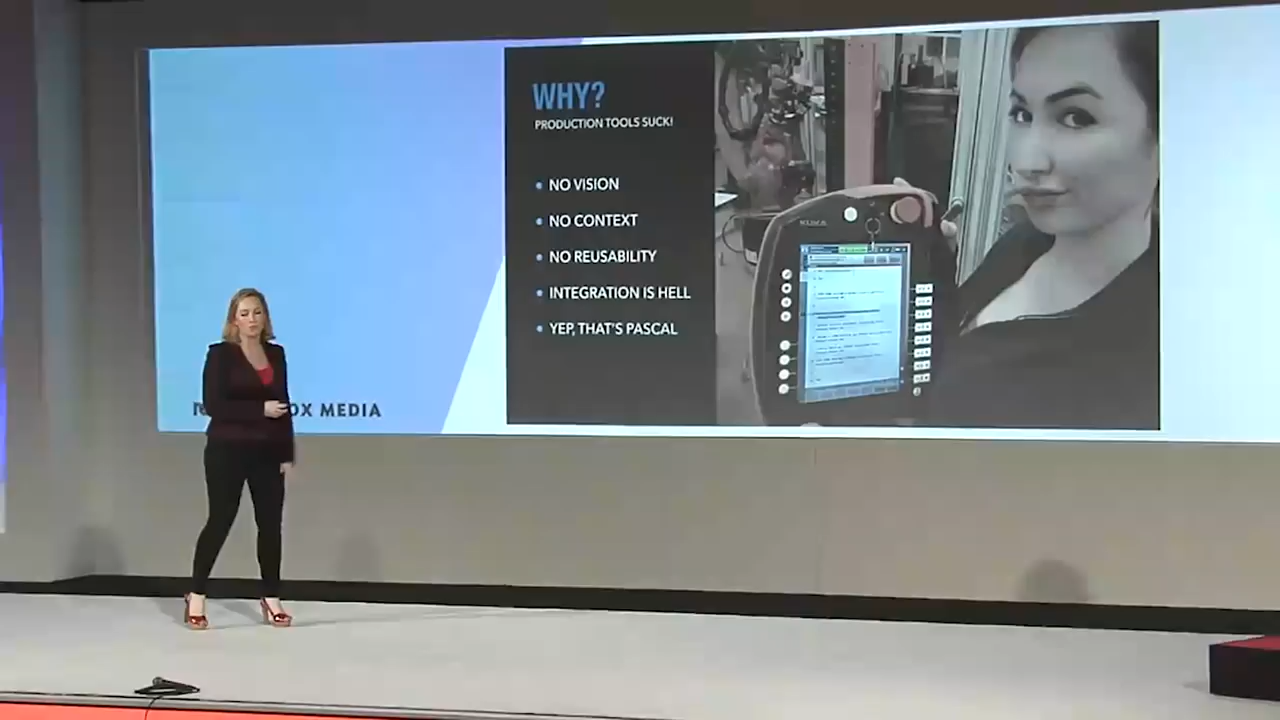 WHY?
PRODUCTION TOOLS SUCK!
NO VISION
NO CONTEXT
NO REUSABILITY
INTEGRATION IS HELL
YEP, THAT'S PASCAL
OX MEDIA